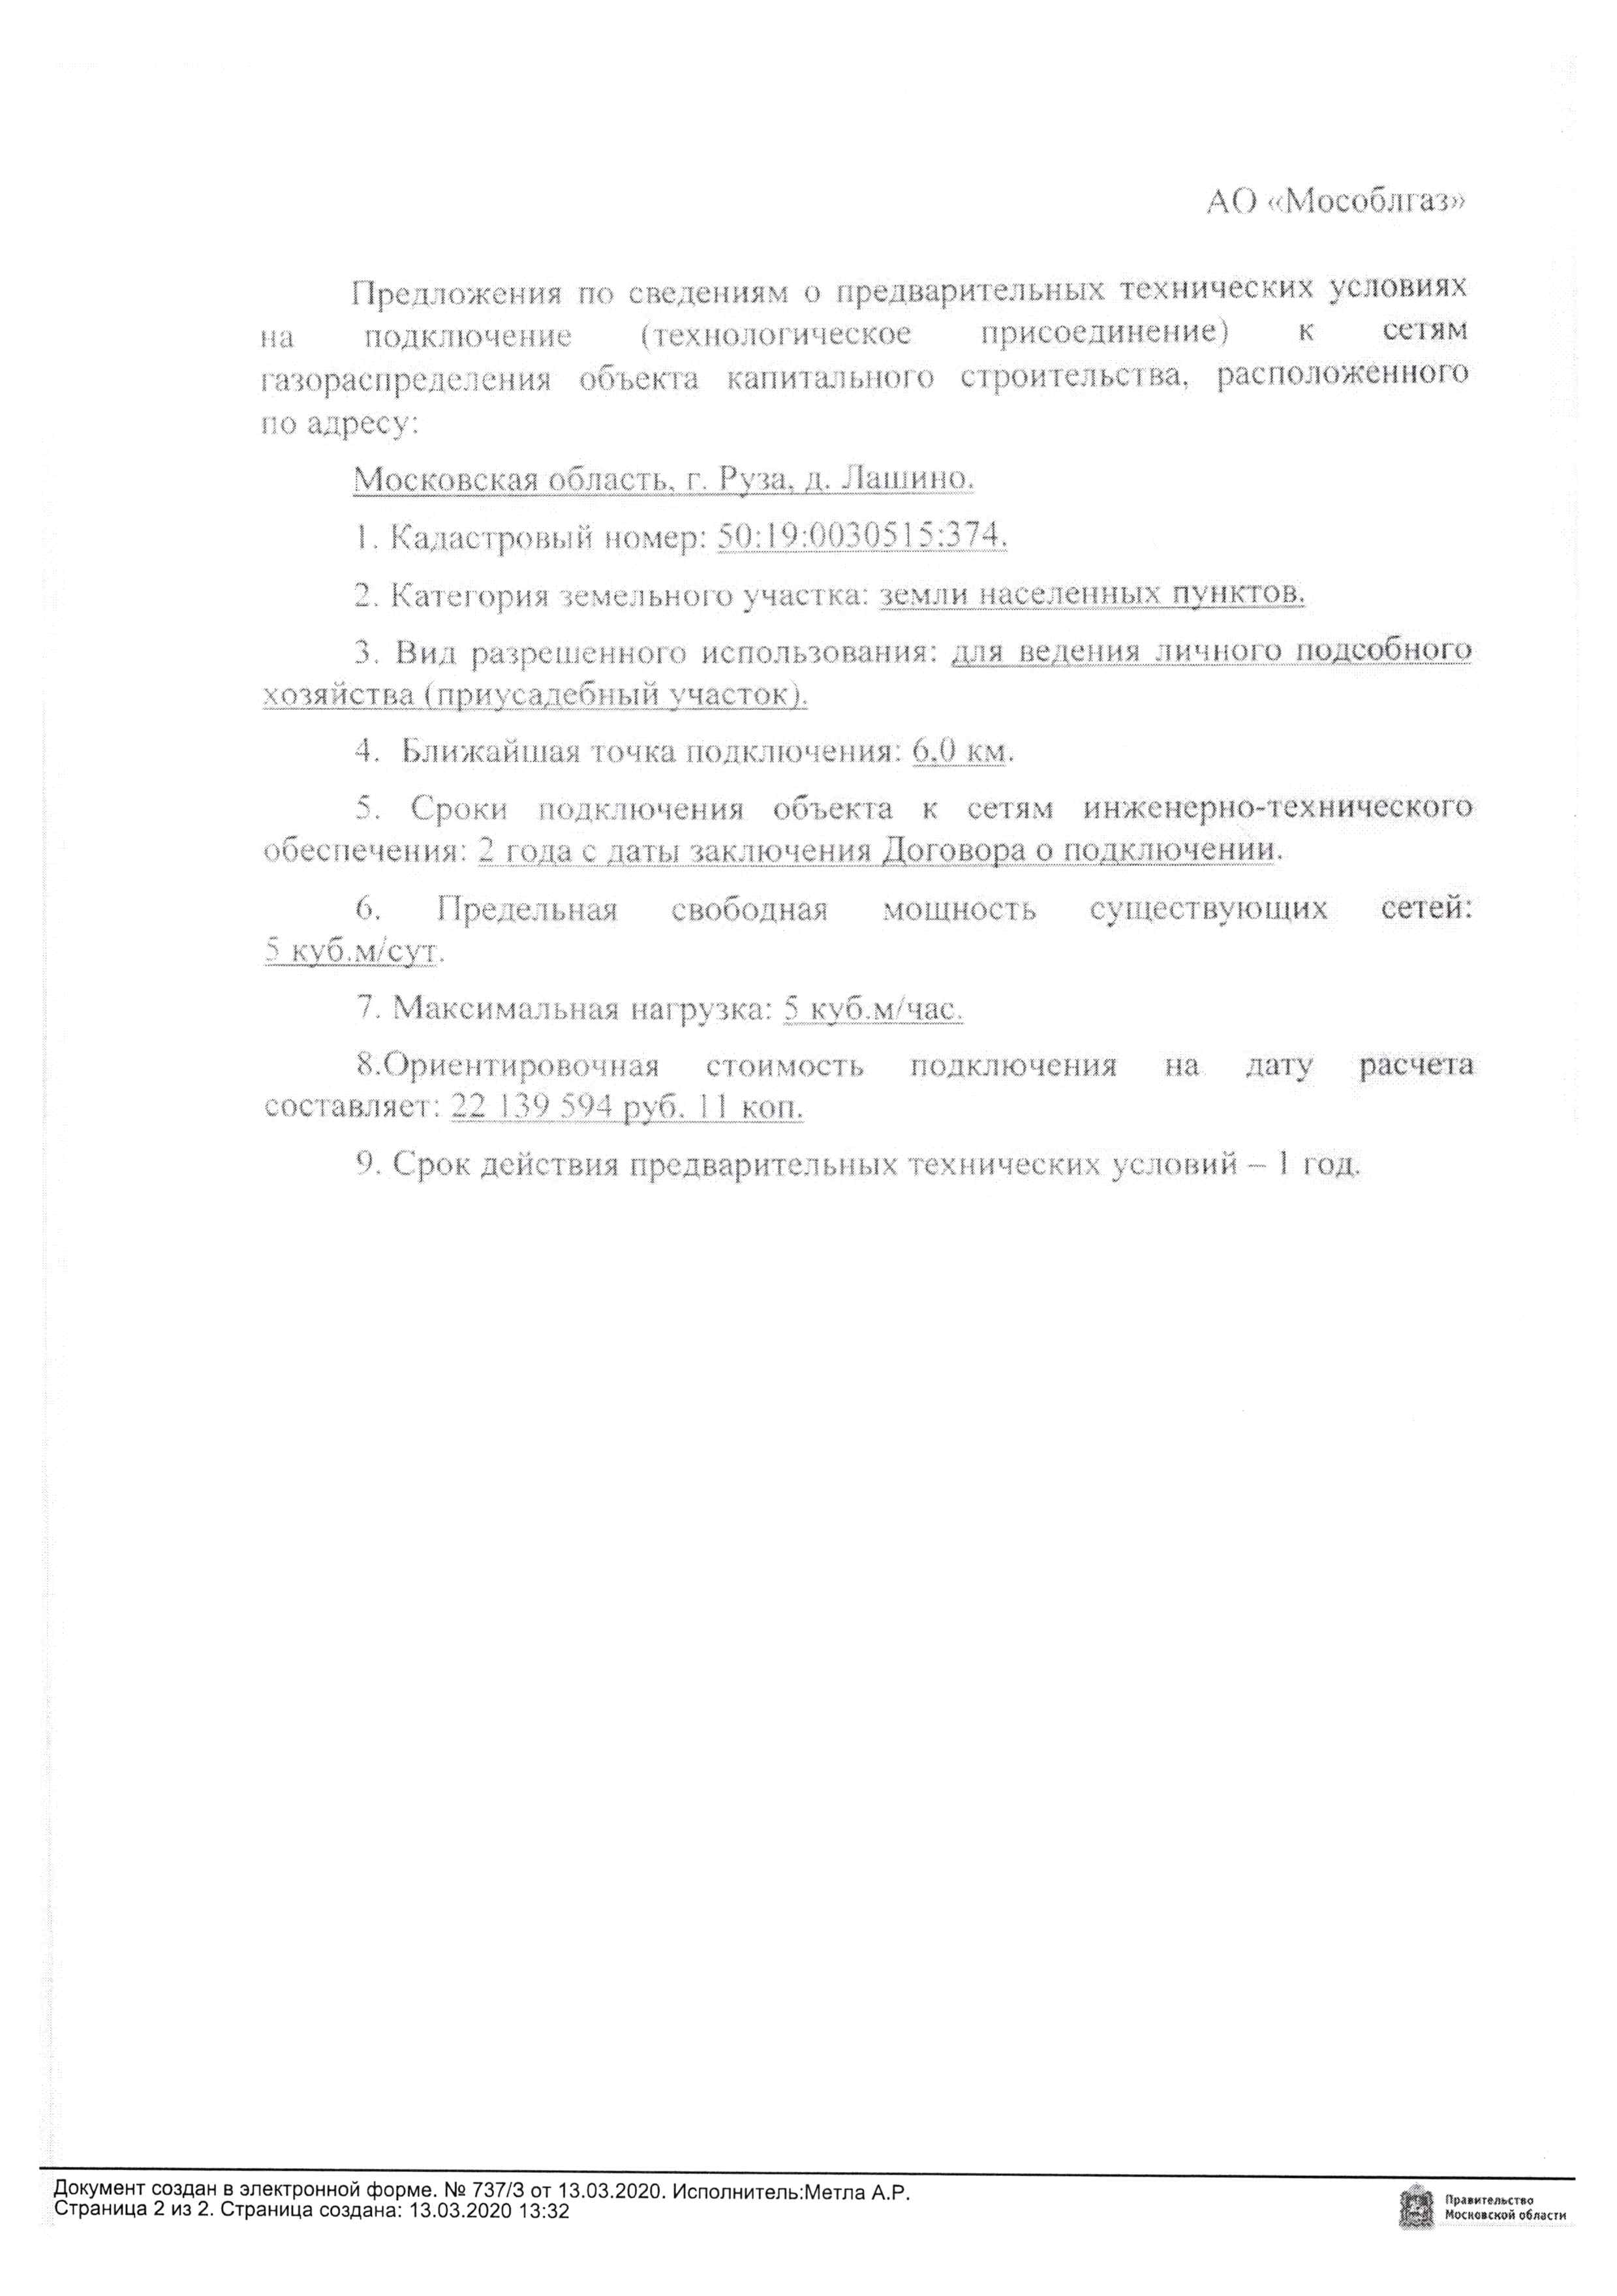 АО «Мособлгаз»
Предложения по сведениям о предварительных технических условиях
на подключение (технологическое присоединение) к сетям
газораспределения объекта капитального строительства, расположенного
по адресу:
Московская область, г. Руза, д. Лашино.
1. Кадастровый номер: 50:19:0030515:374.
2. Категория земельного участка: земли населенных пунктов.
3. Вид разрешенного использования: для ведения личного подсобного
хозяйства (приусадебный участок).
4. Ближайшая точка подключения: 6,0 км.
5. Сроки подключения объекта к сетям инженерно-технического
обеспечения: 2 года с даты заключения Договора о подключении.
6. Предельная свободная мощность существующих сетей:
5 куб.м/сут.
7. Максимальная нагрузка: 5 куб.м/час.
8.Ориентировочная стоимость подключения на дату расчета
составляет: 22 139 594 руб. 11 коп.
9. Срок действия предварительных технических условий – 1 год.
Документ создан в электронной форме. № 737/3 от 13.03.2020. Исполнитель:Метла А.Р.
Страница 2 из 2. Страница создана: 13.03.2020 13:32
Правительство
Московской области